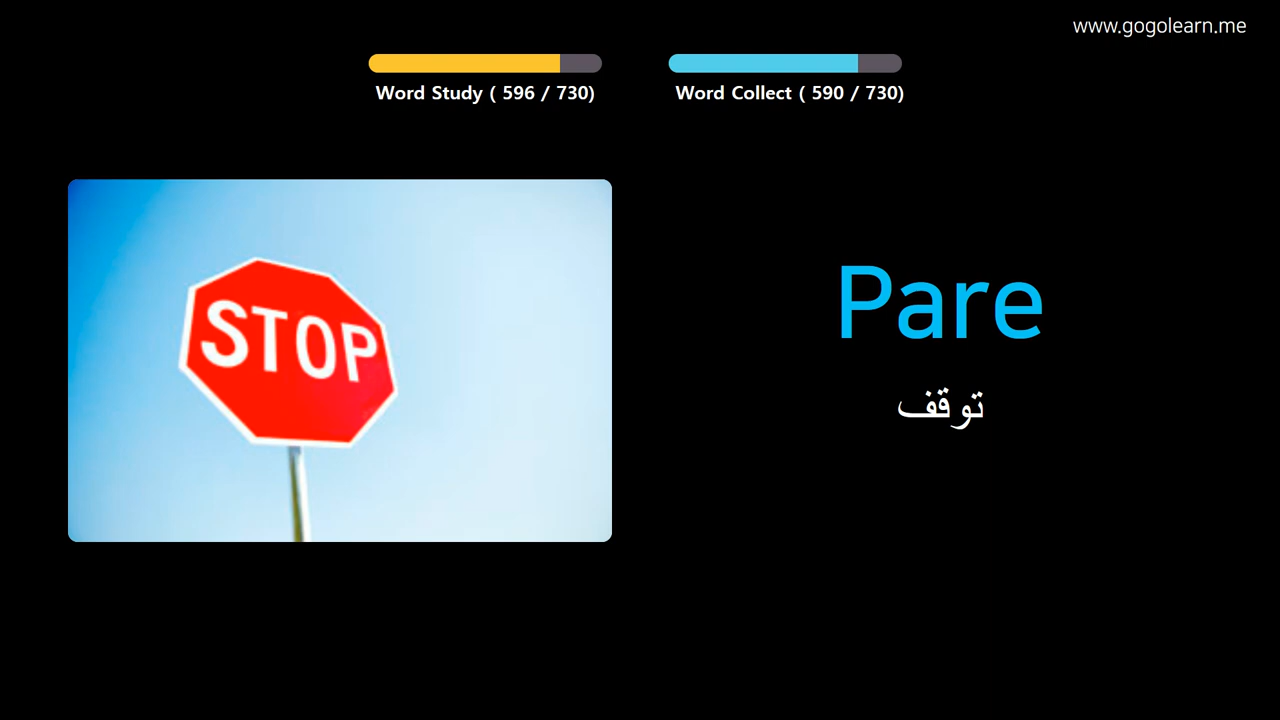 www.gogolearn.me
Word Study ( 596 / 730)
Word Collect ( 590 / 730)
STOP
Pare
توقف